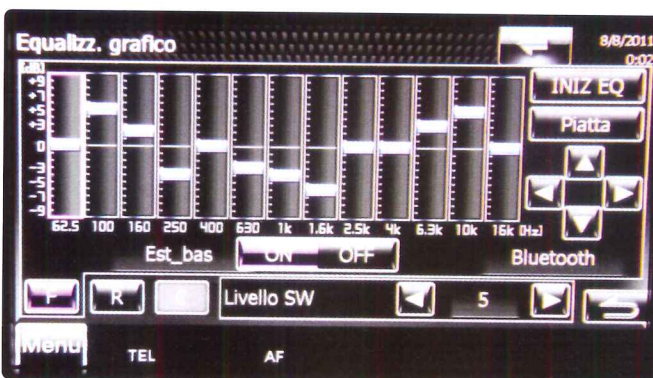 Equalizz. grafico
8/8/2011
0:02
[dB]
+9
+7
+5
+3
0
-3
-5
-7
-9
62.5 100 160 250 400 630 1k 1.6k 2.5k 4k 6.3k 10k 16k [Hz]
INIZ EQ
Piatta
Est_bas ON OFF Bluetooth
F R Livello SW 5
Menu TEL AF